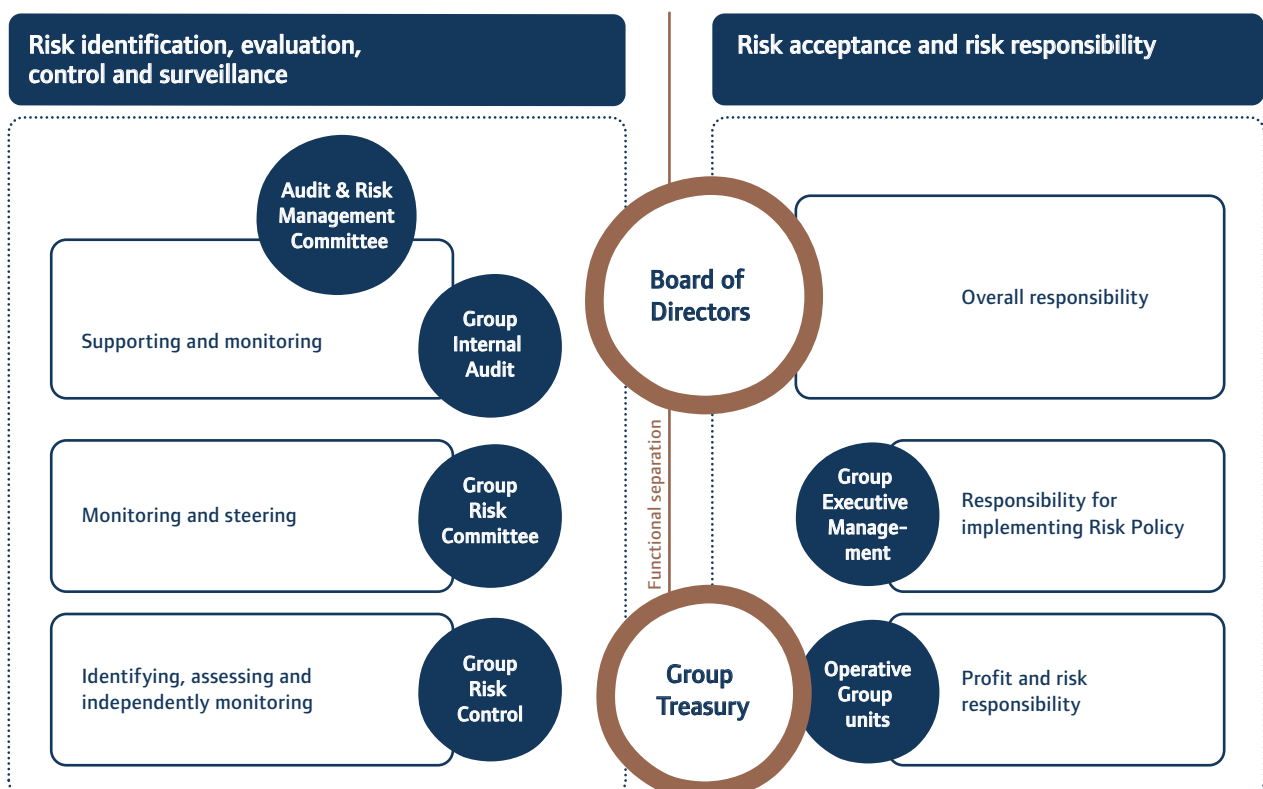 Risk identification, evaluation,
control and surveillance
Risk acceptance and risk responsibility
Audit & Risk
Management
Committee
Supporting and monitoring
Group
Internal
Audit
Board of
Directors
Overall responsibility
Functional separation
Monitoring and steering
Group
Risk
Committee
Group
Executive
Manage-
ment
Responsibility for
implementing Risk Policy
Identifying, assessing and
independently monitoring
Group
Risk
Control
Group
Treasury
Operative
Group
units
Profit and risk
responsibility